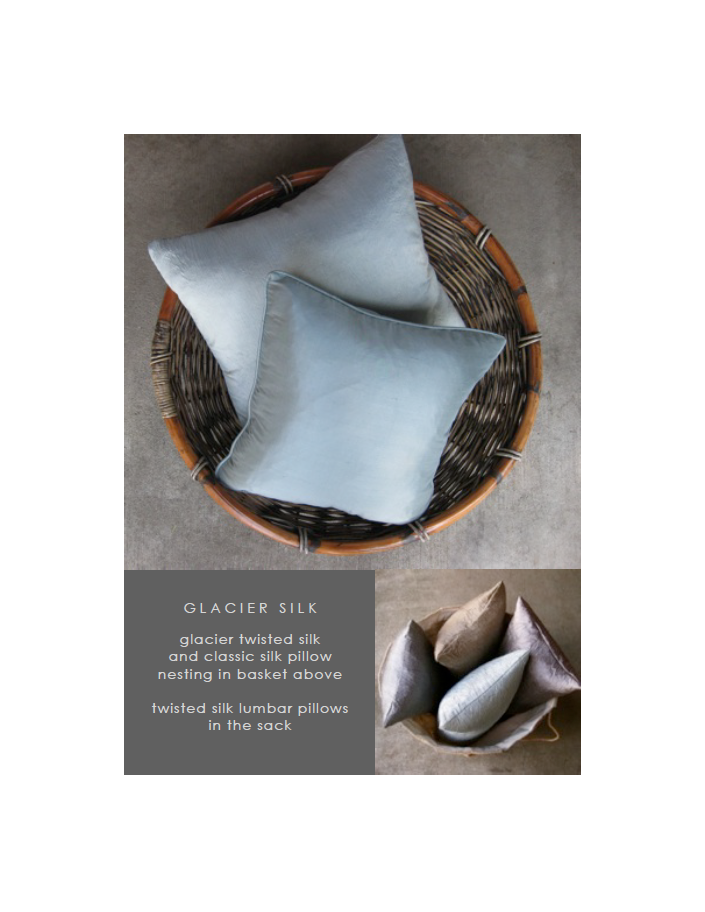 GLACIER SILK
glacier twisted silk
and classic silk pillow
nesting in basket above
twisted silk lumbar pillows
in the sack